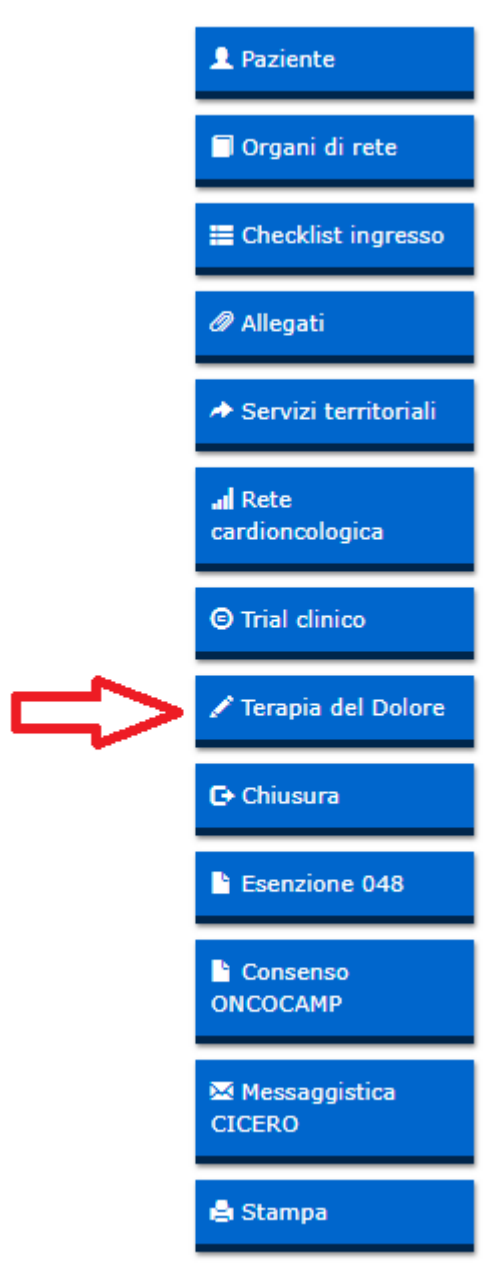 Paziente
Organi di rete
Checklist ingresso
Allegati
Servizi territoriali
Rete
cardioncologica
Trial clinico
Terapia del Dolore
Chiusura
Esenzione 048
Consenso
ONCOCAMP
Messaggistica
CICERO
Stampa